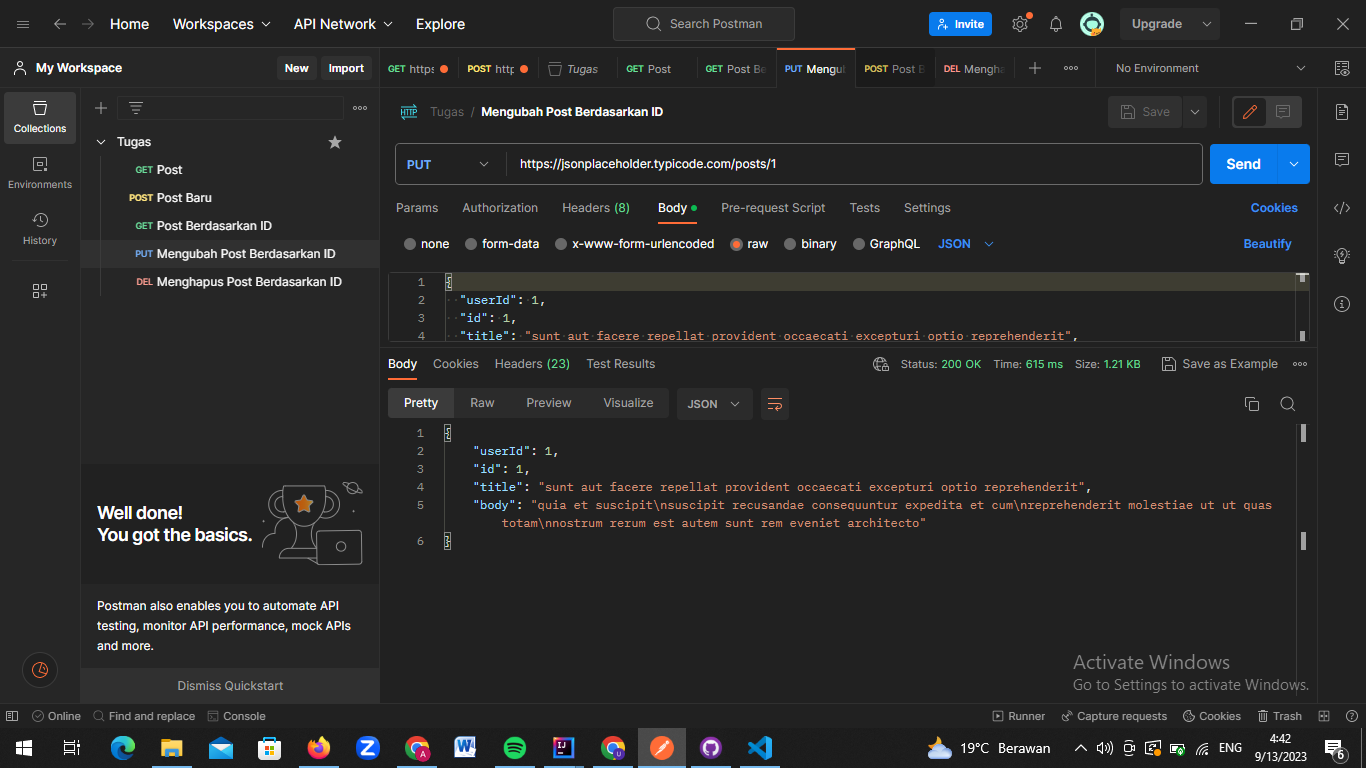 Home Workspaces API Network Explore Search Postman Invite Upgrade
My Workspace New Import GET https POST http Tugas GET Post GET Post Be PUT Mengub POST Post B DEL Mengha No Environment
Collections
Environments
History
Tugas
GET Post
POST Post Baru
GET Post Berdasarkan ID
PUT Mengubah Post Berdasarkan ID
DEL Menghapus Post Berdasarkan ID
Well done!
You got the basics.
Postman also enables you to automate API
testing, monitor API performance, mock APIs
and more.
Dismiss Quickstart
HTTP Tugas / Mengubah Post Berdasarkan ID Save
PUT https://jsonplaceholder.typicode.com/posts/1 Send
Params Authorization Headers (8) Body Pre-request Script Tests Settings Cookies
none form-data x-www-form-urlencoded raw binary GraphQL JSON Beautify
1 {
2 "userId": 1,
3 "id": 1,
4 "title": "sunt aut facere repellat provident occaecati excepturi optio reprehenderit",
Body Cookies Headers (23) Test Results Status: 200 OK Time: 615 ms Size: 1.21 KB Save as Example
Pretty Raw Preview Visualize JSON
1 {
2 "userId": 1,
3 "id": 1,
4 "title": "sunt aut facere repellat provident occaecati excepturi optio reprehenderit",
5 "body": "quia et suscipit\nsuscipit recusandae consequuntur expedita et cum\nreprehenderit molestiae ut ut quas
totam\nnostrum rerum est autem sunt rem eveniet architecto"
6 }
Activate Windows
Go to Settings to activate Windows.
Online Find and replace Console Runner Capture requests Cookies Trash
19°C Berawan ENG 4:42
9/13/2023 6